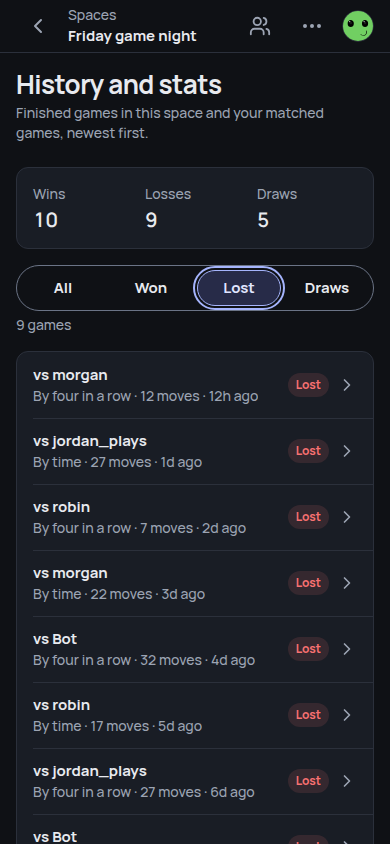 Spaces
Friday game night
History and stats
Finished games in this space and your matched
games, newest first.
Wins
Losses
Draws
10
9
5
All
Won
Lost
Draws
9 games
vs morgan
By four in a row · 12 moves · 12h ago
Lost
vs jordan_plays
By time · 27 moves · 1d ago
Lost
vs robin
By four in a row · 7 moves · 2d ago
Lost
vs morgan
By time · 22 moves · 3d ago
Lost
vs Bot
By four in a row · 32 moves · 4d ago
Lost
vs robin
By time · 17 moves · 5d ago
Lost
vs jordan_plays
By four in a row · 27 moves · 6d ago
Lost
vs Bot